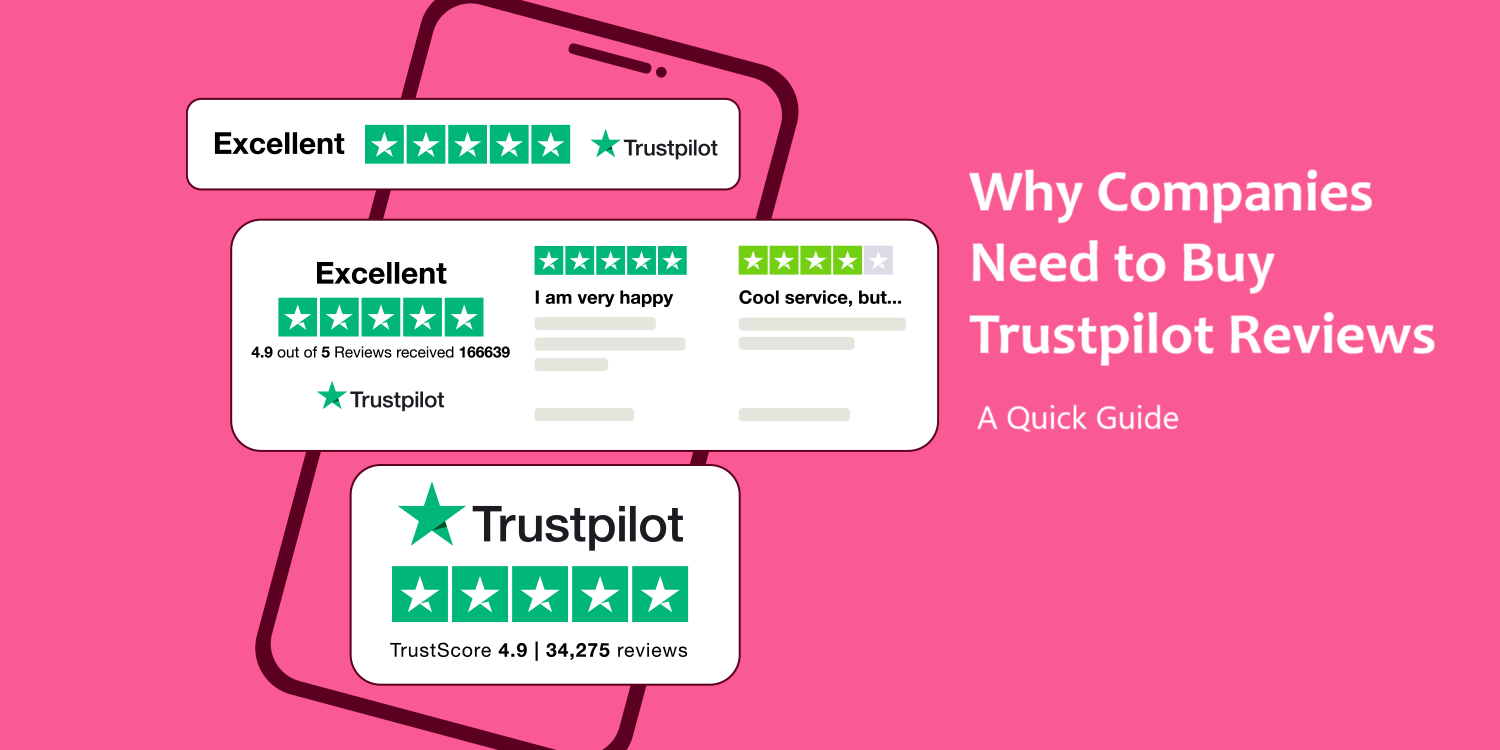 Excellent Trustpilot
Excellent
4.9 out of 5 Reviews received 166639
Trustpilot
I am very happy
Cool service, but...
Trustpilot
TrustScore 4.9 | 34,275 reviews
Why Companies
Need to Buy
Trustpilot Reviews
A Quick Guide